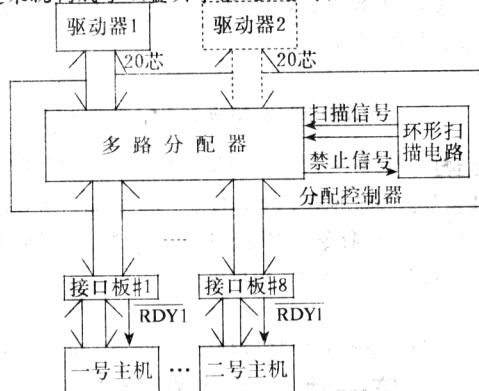 驱动器1
驱动器2
20芯
20芯
多路分配器
扫描信号
禁止信号
环形扫
描电路
分配控制器
....
接口板#1
接口板#8
RDY1
RDY1
一号主机
...
二号主机